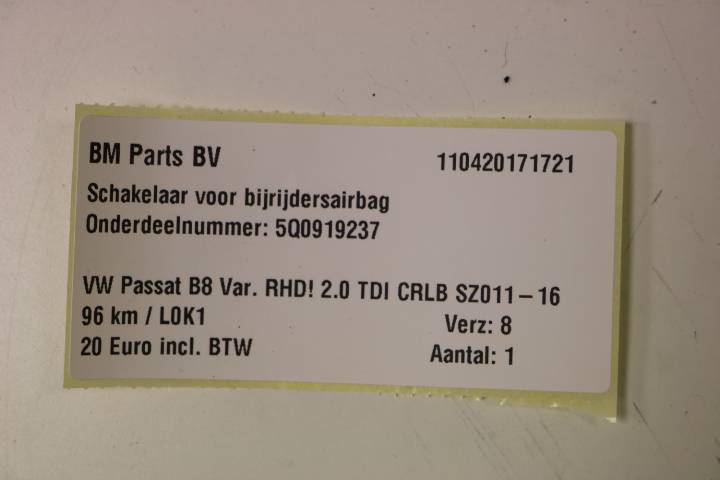 BM Parts BV 110420171721
Schakelaar voor bijrijdersairbag
Onderdeelnummer: 5Q0919237
VW Passat B8 Var. RHD! 2.0 TDI CRLB SZ011-16
96 km / L0K1 Verz: 8
20 Euro incl. BTW Aantal: 1